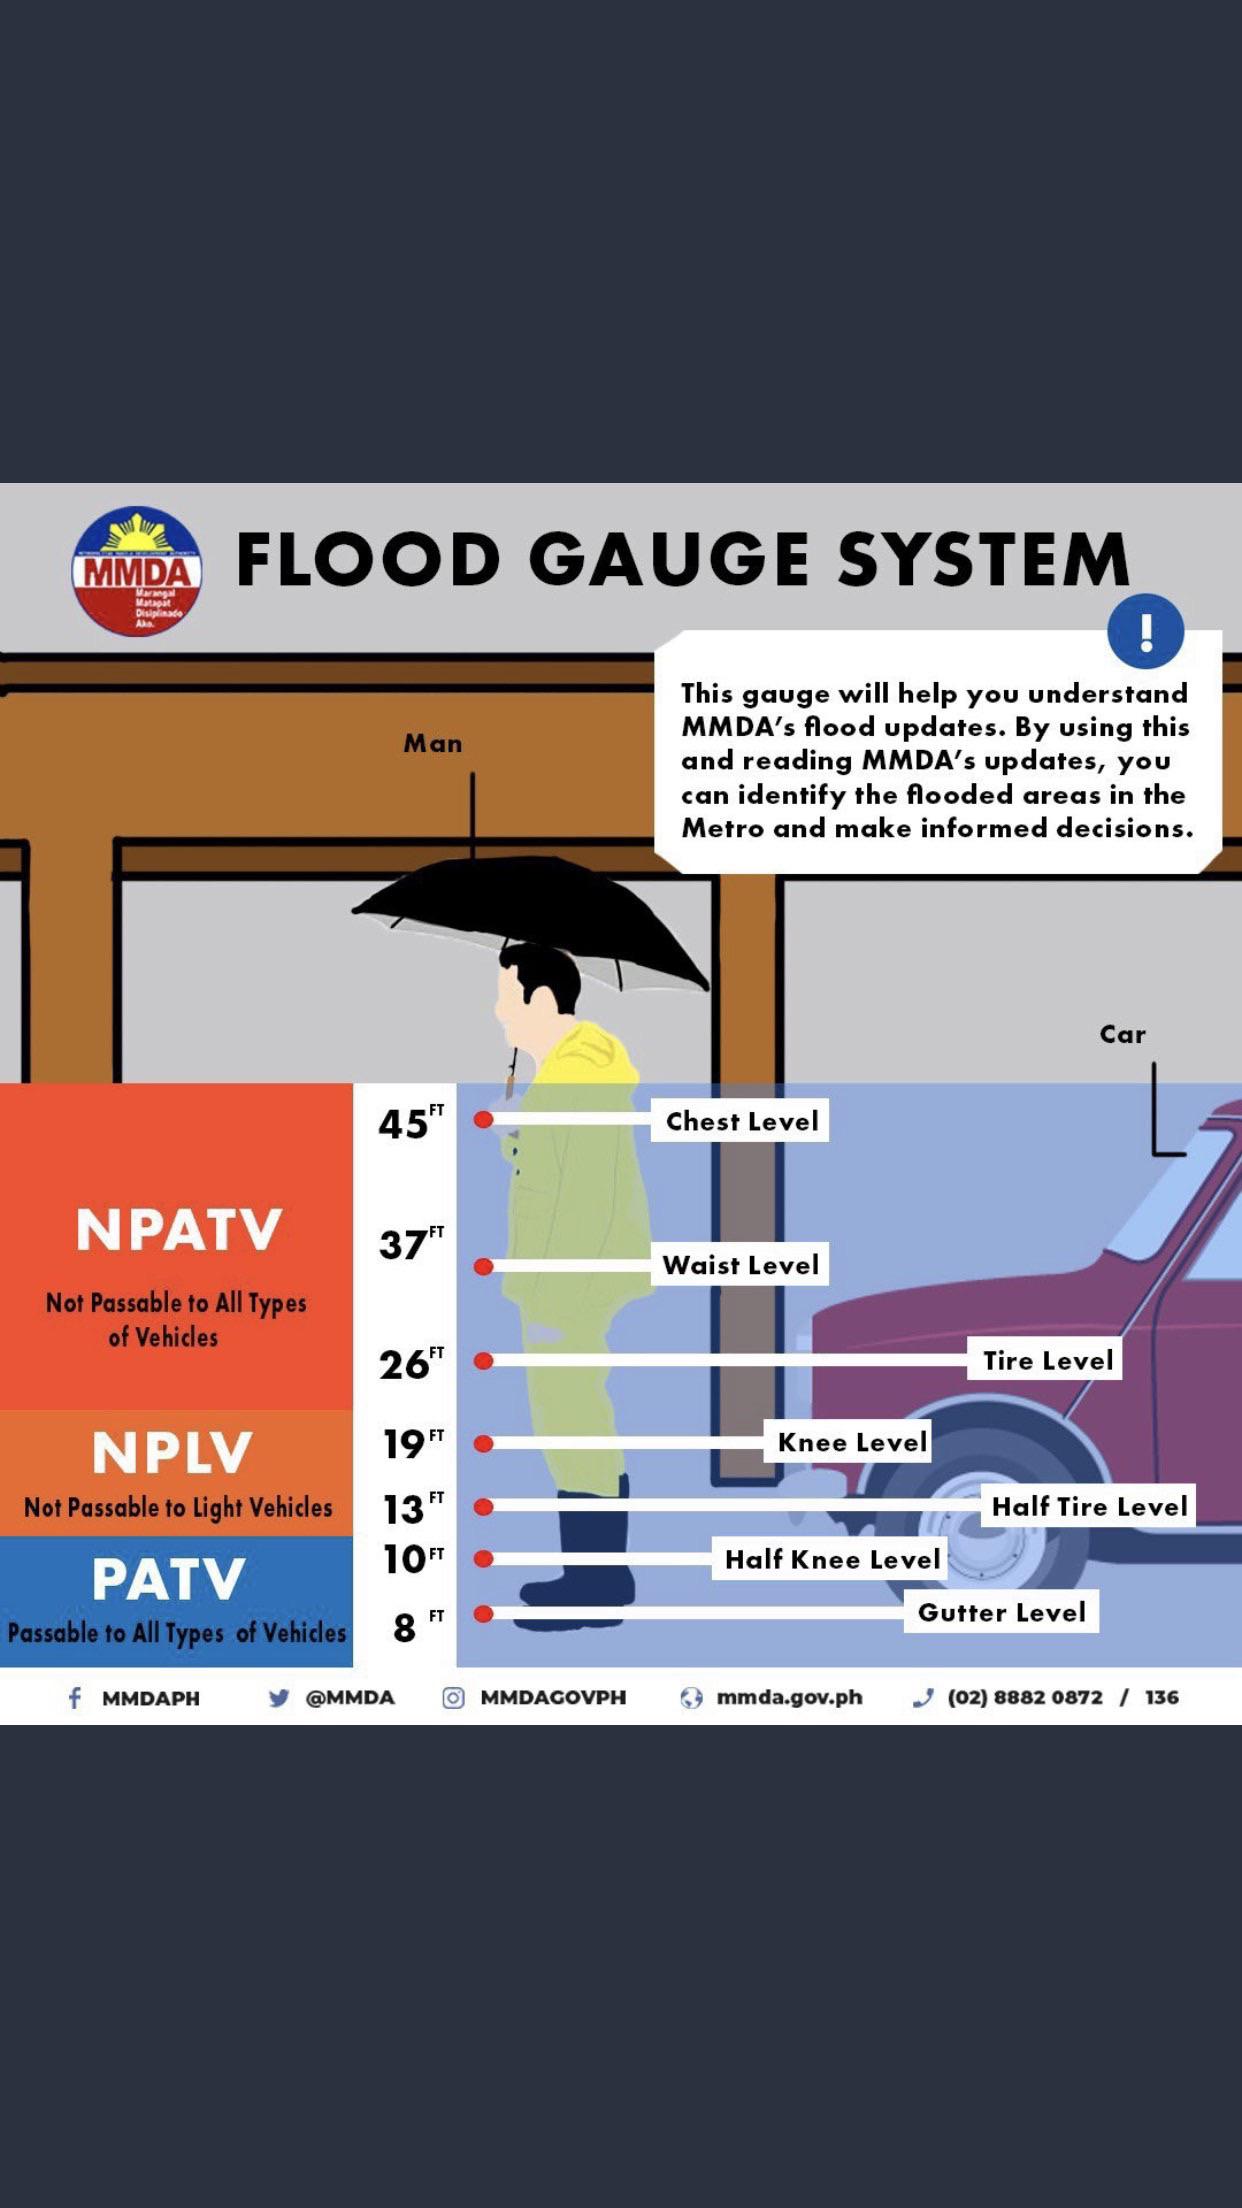 METROPOLITAN MANILA DEVELOPMENT AUTHORITY
MMDA
Marangal
Matapat
Disiplinado
Ako.
FLOOD GAUGE SYSTEM
!
This gauge will help you understand
MMDA's flood updates. By using this
and reading MMDA's updates, you
can identify the flooded areas in the
Metro and make informed decisions.
Man
Car
NPATV
Not Passable to All Types
of Vehicles
NPLV
Not Passable to Light Vehicles
PATV
Passable to All Types of Vehicles
45 FT Chest Level
37 FT Waist Level
26 FT Tire Level
19 FT Knee Level
13 FT Half Tire Level
10 FT Half Knee Level
8 FT Gutter Level
MMDAPH @MMDA MMDAGOVPH mmda.gov.ph (02) 8882 0872 / 136